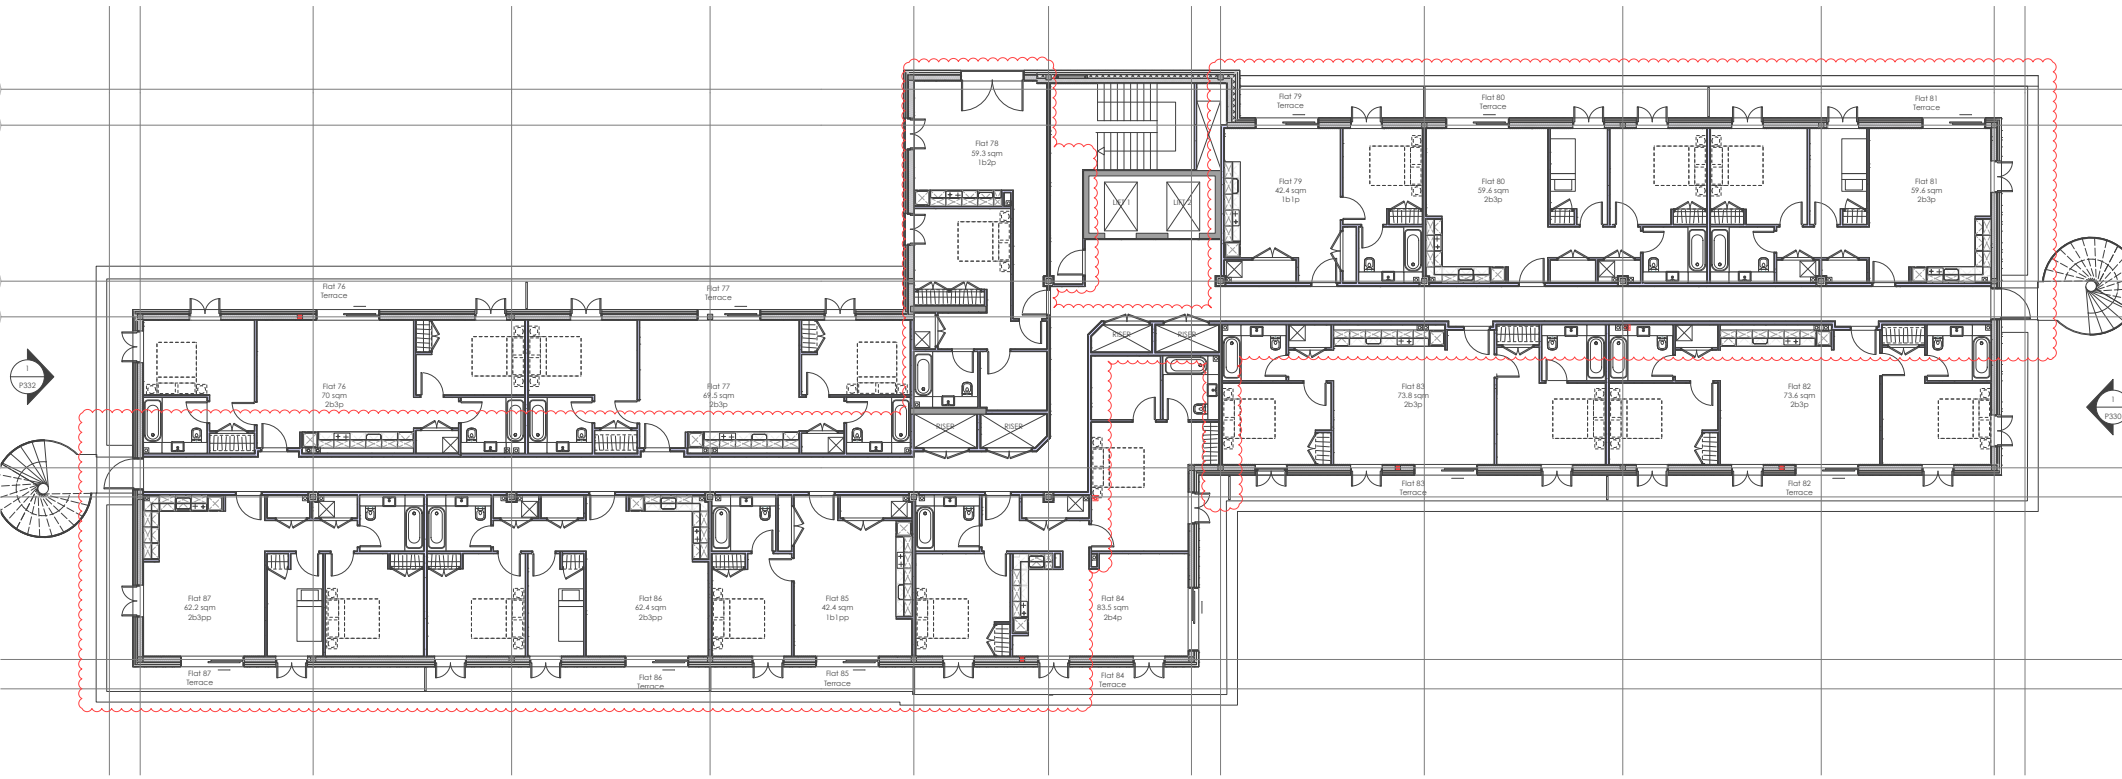 Flat 79
Terrace
Flat 80
Terrace
Flat 81
Terrace
Flat 78
59.3 sqm
1b2p
Flat 79
42.4 sqm
1b1p
Flat 80
59.6 sqm
2b3p
Flat 81
59.6 sqm
2b3p
LIFT 1
LIFT 2
Flat 76
Terrace
Flat 77
Terrace
RISER
RISER
1
P332
Flat 76
70 sqm
2b3p
Flat 77
69.5 sqm
2b3p
Flat 83
73.8 sqm
2b3p
Flat 82
73.6 sqm
2b3p
1
P330
RISER
RISER
Flat 83
Terrace
Flat 82
Terrace
Flat 87
62.2 sqm
2b3pp
Flat 86
62.4 sqm
2b3pp
Flat 85
42.4 sqm
1b1pp
Flat 84
83.5 sqm
2b4p
Flat 87
Terrace
Flat 86
Terrace
Flat 85
Terrace
Flat 84
Terrace